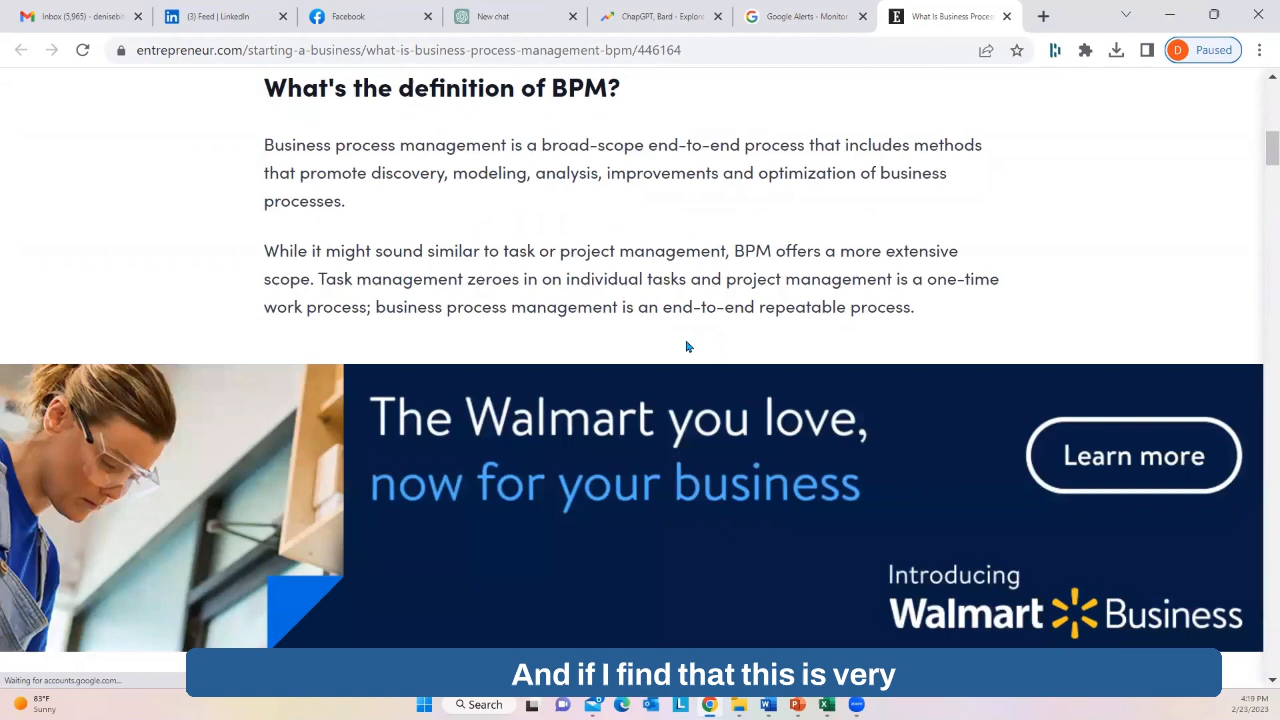 Inbox (5,965) - denisebi
(3) Feed | LinkedIn
Facebook
New chat
ChapGPT, Bard - Explore
Google Alerts - Monitor
What Is Business Proces
entrepreneur.com/starting-a-business/what-is-business-process-management-bpm/446164
D Paused
What's the definition of BPM?
Business process management is a broad-scope end-to-end process that includes methods
that promote discovery, modeling, analysis, improvements and optimization of business
processes.
While it might sound similar to task or project management, BPM offers a more extensive
scope. Task management zeroes in on individual tasks and project management is a one-time
work process; business process management is an end-to-end repeatable process.
The Walmart you love,
now for your business
Learn more
Introducing
Walmart Business
And if I find that this is very
Waiting for accounts.google.com...
83°F
Sunny
Search
4:19 PM
2/23/2023